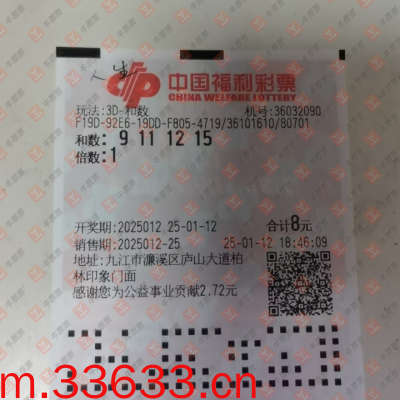 人生
中国福利彩票
CHINA WELFARE LOTTERY
玩法:3D-和数 机号:36032090
F19D-92E6-19DD-F805-4719/36101610/80701
和数: 9 11 12 15
倍数:1
开奖期:2025012 25-01-12 合计8元
销售期:2025012-25 25-01-12 18:46:09
地址:九江市濂溪区庐山大道柏
林印象门面
感谢您为公益事业贡献2.72元
m.33633.cn